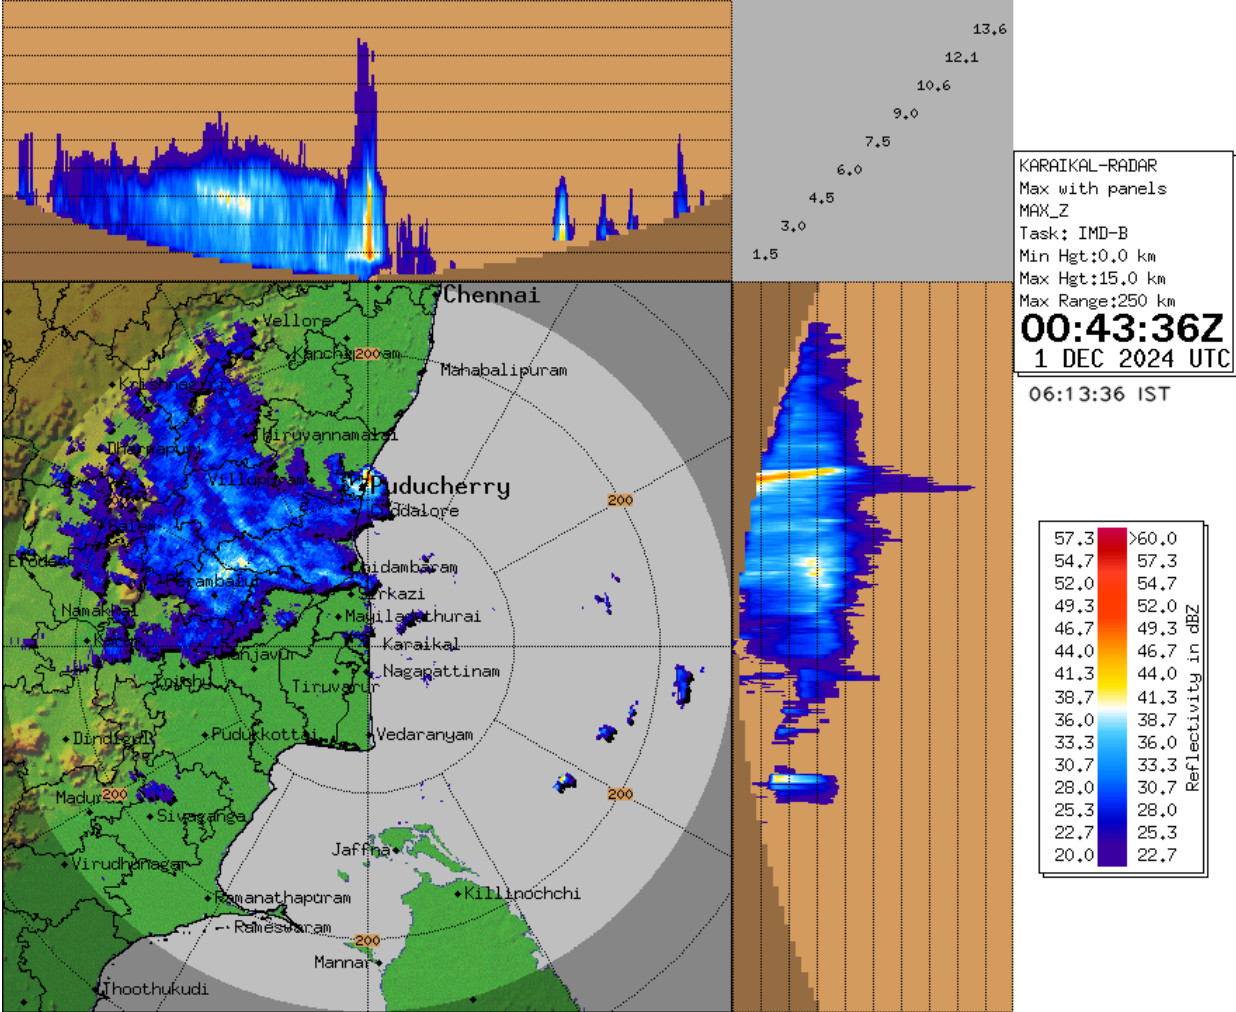 13.6
12.1
10.6
9.0
7.5
6.0
4.5
3.0
1.5
KARAIKAL-RADAR
Max with panels
MAX_Z
Task: IMD-B
Min Hgt:0.0 km
Max Hgt:15.0 km
Max Range:250 km
00:43:36Z
1 DEC 2024 UTC
06:13:36 IST
Chennai
Vellore
200
Mahabalipuram
Krishnagiri
Thiruvannamalai
Dharmapuri
Villupuram
Puducherry
200
Cuddalore
Salem
Erode
Chidambaram
Perambalur
Sirkazi
Namakkal
Mayiladuthurai
Karur
Karaikal
Thanjavur
Nagapattinam
Tiruvarur
Dindigul
Pudukkottai
Vedaranyam
200
200
Sivaganga
Jaffna
Virudhunagar
Ramanathapuram
Killinochchi
Rameswaram
200
Mannar
Thoothukudi
57.3 >60.0
54.7 57.3
52.0 54.7
49.3 52.0
46.7 49.3
44.0 46.7
41.3 44.0
38.7 41.3
36.0 38.7
33.3 36.0
30.7 33.3
28.0 30.7
25.3 28.0
22.7 25.3
20.0 22.7
Reflectivity in dBZ